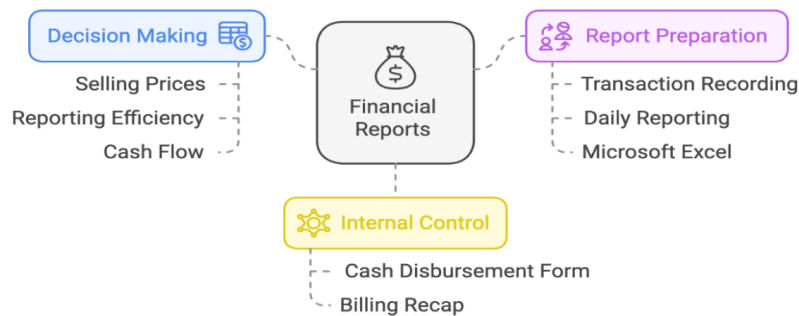 Decision Making
Selling Prices
Reporting Efficiency
Cash Flow
$
Financial
Reports
Report Preparation
Transaction Recording
Daily Reporting
Microsoft Excel
Internal Control
Cash Disbursement Form
Billing Recap